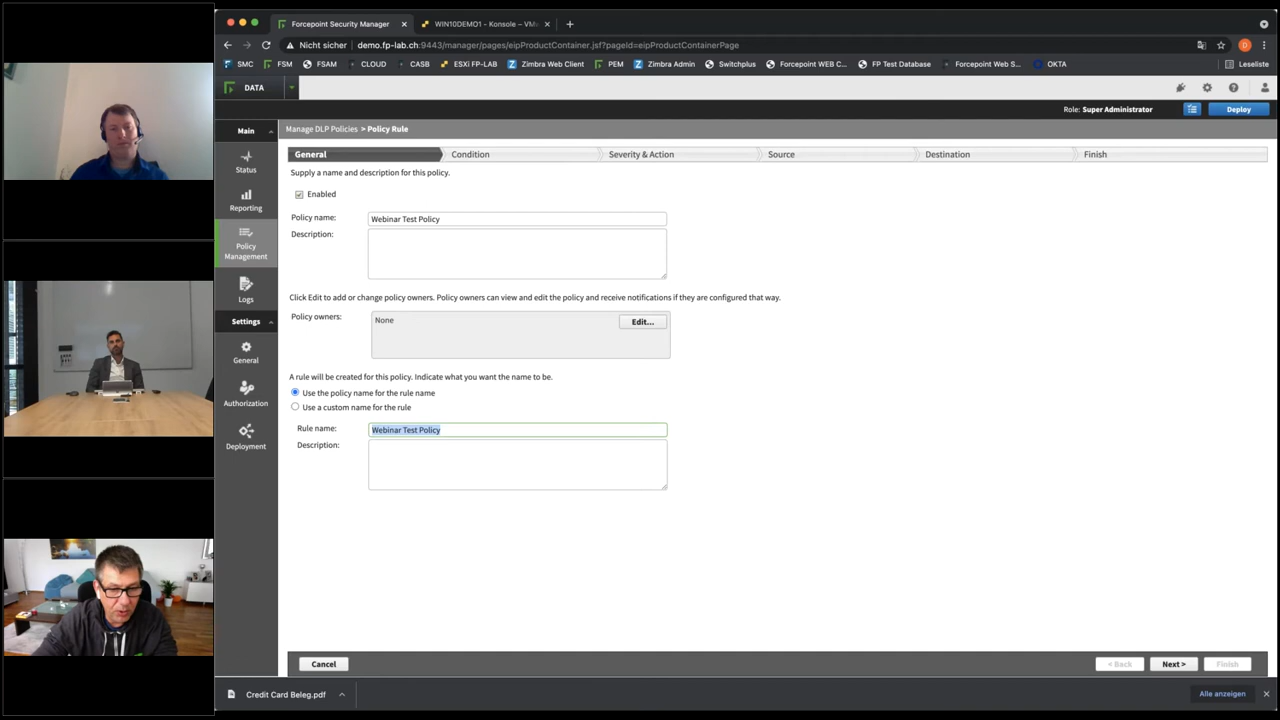 Forcepoint Security Manager
WIN10DEMO1 - Konsole – VMv
Nicht sicher
demo.fp-lab.ch:9443/manager/pages/eipProductContainer.jsf?pageId=eipProductContainerPage
SMC
FSM
FSAM
CLOUD
CASB
ESXi FP-LAB
Zimbra Web Client
Switchplus
PEM
Zimbra Admin
Forcepoint WEB C...
FP Test Database
Forcepoint Web S...
OKTA
Leseliste
DATA
Role: Super Administrator
Deploy
Main
Status
Reporting
Policy
Management
Logs
Settings
General
Authorization
Deployment
Manage DLP Policies > Policy Rule
General
Condition
Severity & Action
Source
Destination
Finish
Supply a name and description for this policy.
Enabled
Policy name:
Webinar Test Policy
Description:
Click Edit to add or change policy owners. Policy owners can view and edit the policy and receive notifications if they are configured that way.
Policy owners:
None
Edit...
A rule will be created for this policy. Indicate what you want the name to be.
Use the policy name for the rule name
Use a custom name for the rule
Rule name:
Webinar Test Policy
Description:
Cancel
< Back
Next >
Finish
Credit Card Beleg.pdf
Alle anzeigen